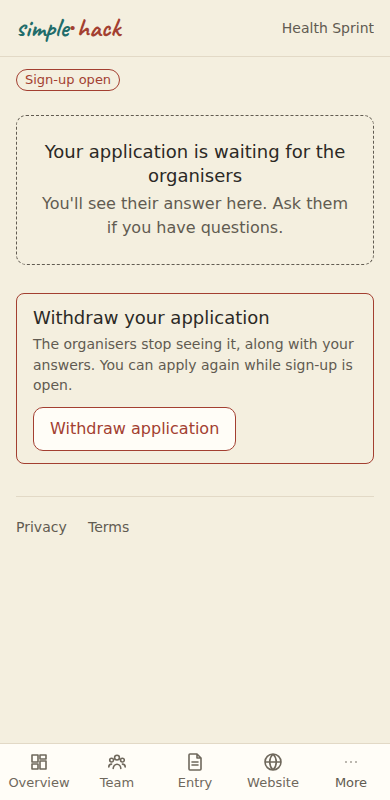 simple·hack
Health Sprint
Sign-up open
Your application is waiting for the
organisers
You'll see their answer here. Ask them
if you have questions.
Withdraw your application
The organisers stop seeing it, along with your
answers. You can apply again while sign-up is
open.
Withdraw application
Privacy Terms
Overview Team Entry Website More